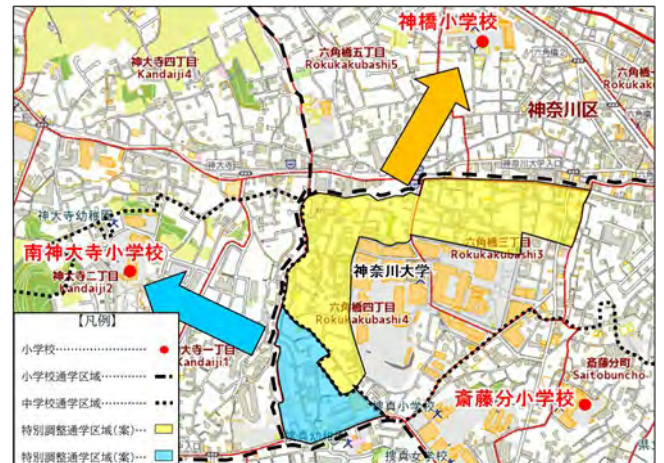 神橋小学校
六角橋五丁目
Rokukakubashi5
神大寺四丁目
Kandaiji4
六角橋
神奈川区
神大寺
神奈川大学入口
神大寺幼稚園
南神大寺小学校
神大寺二丁目
Kandaiji2
六角橋三丁目
Rokukakubashi3
神奈川大学
六角橋四丁目
Rokukakubashi4
大寺一丁目
Kandaiji1
斎藤分町
Saitobuncho
斎藤分小学校
捜真小学校
捜真女学校
【凡例】
小学校
小学校通学区域
中学校通学区域
特別調整通学区域(案)
特別調整通学区域(案)